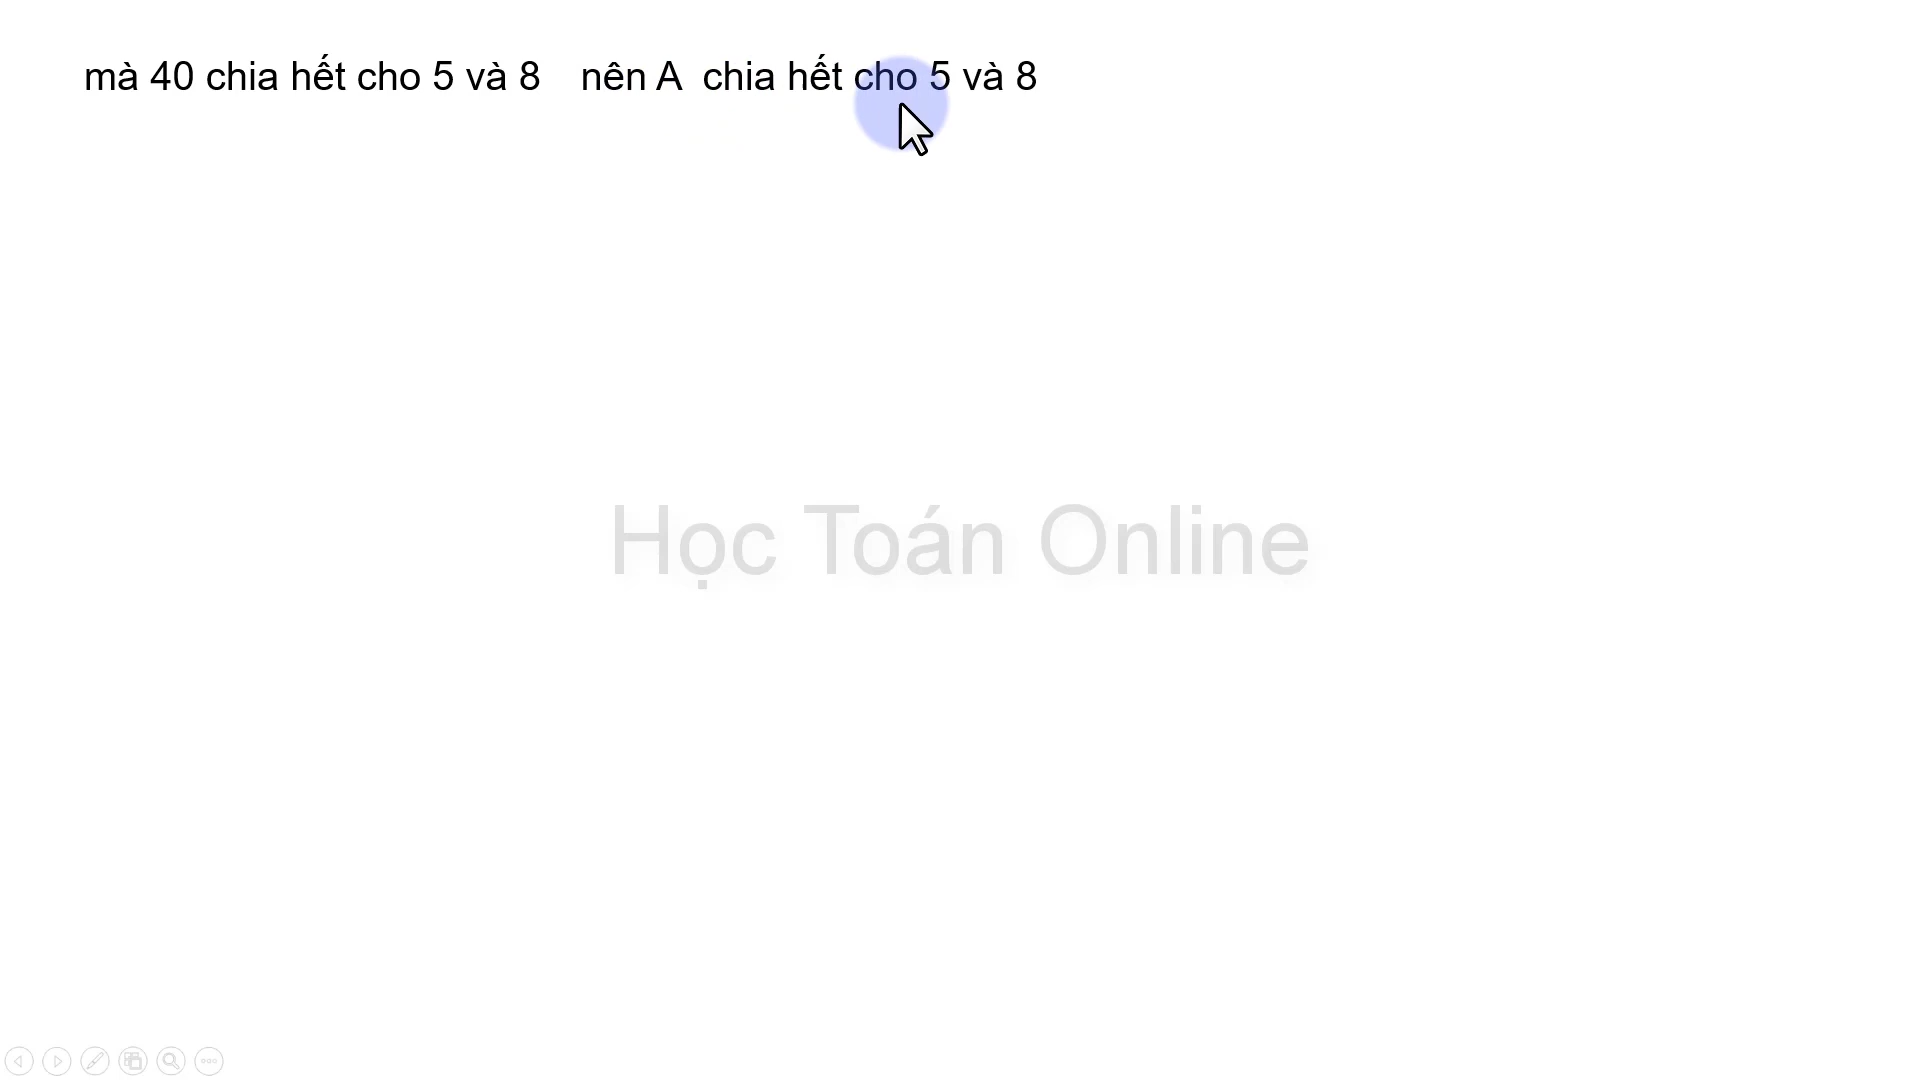 mà 40 chia hết cho 5 và 8 nên A chia hết cho 5 và 8
Học Toán Online